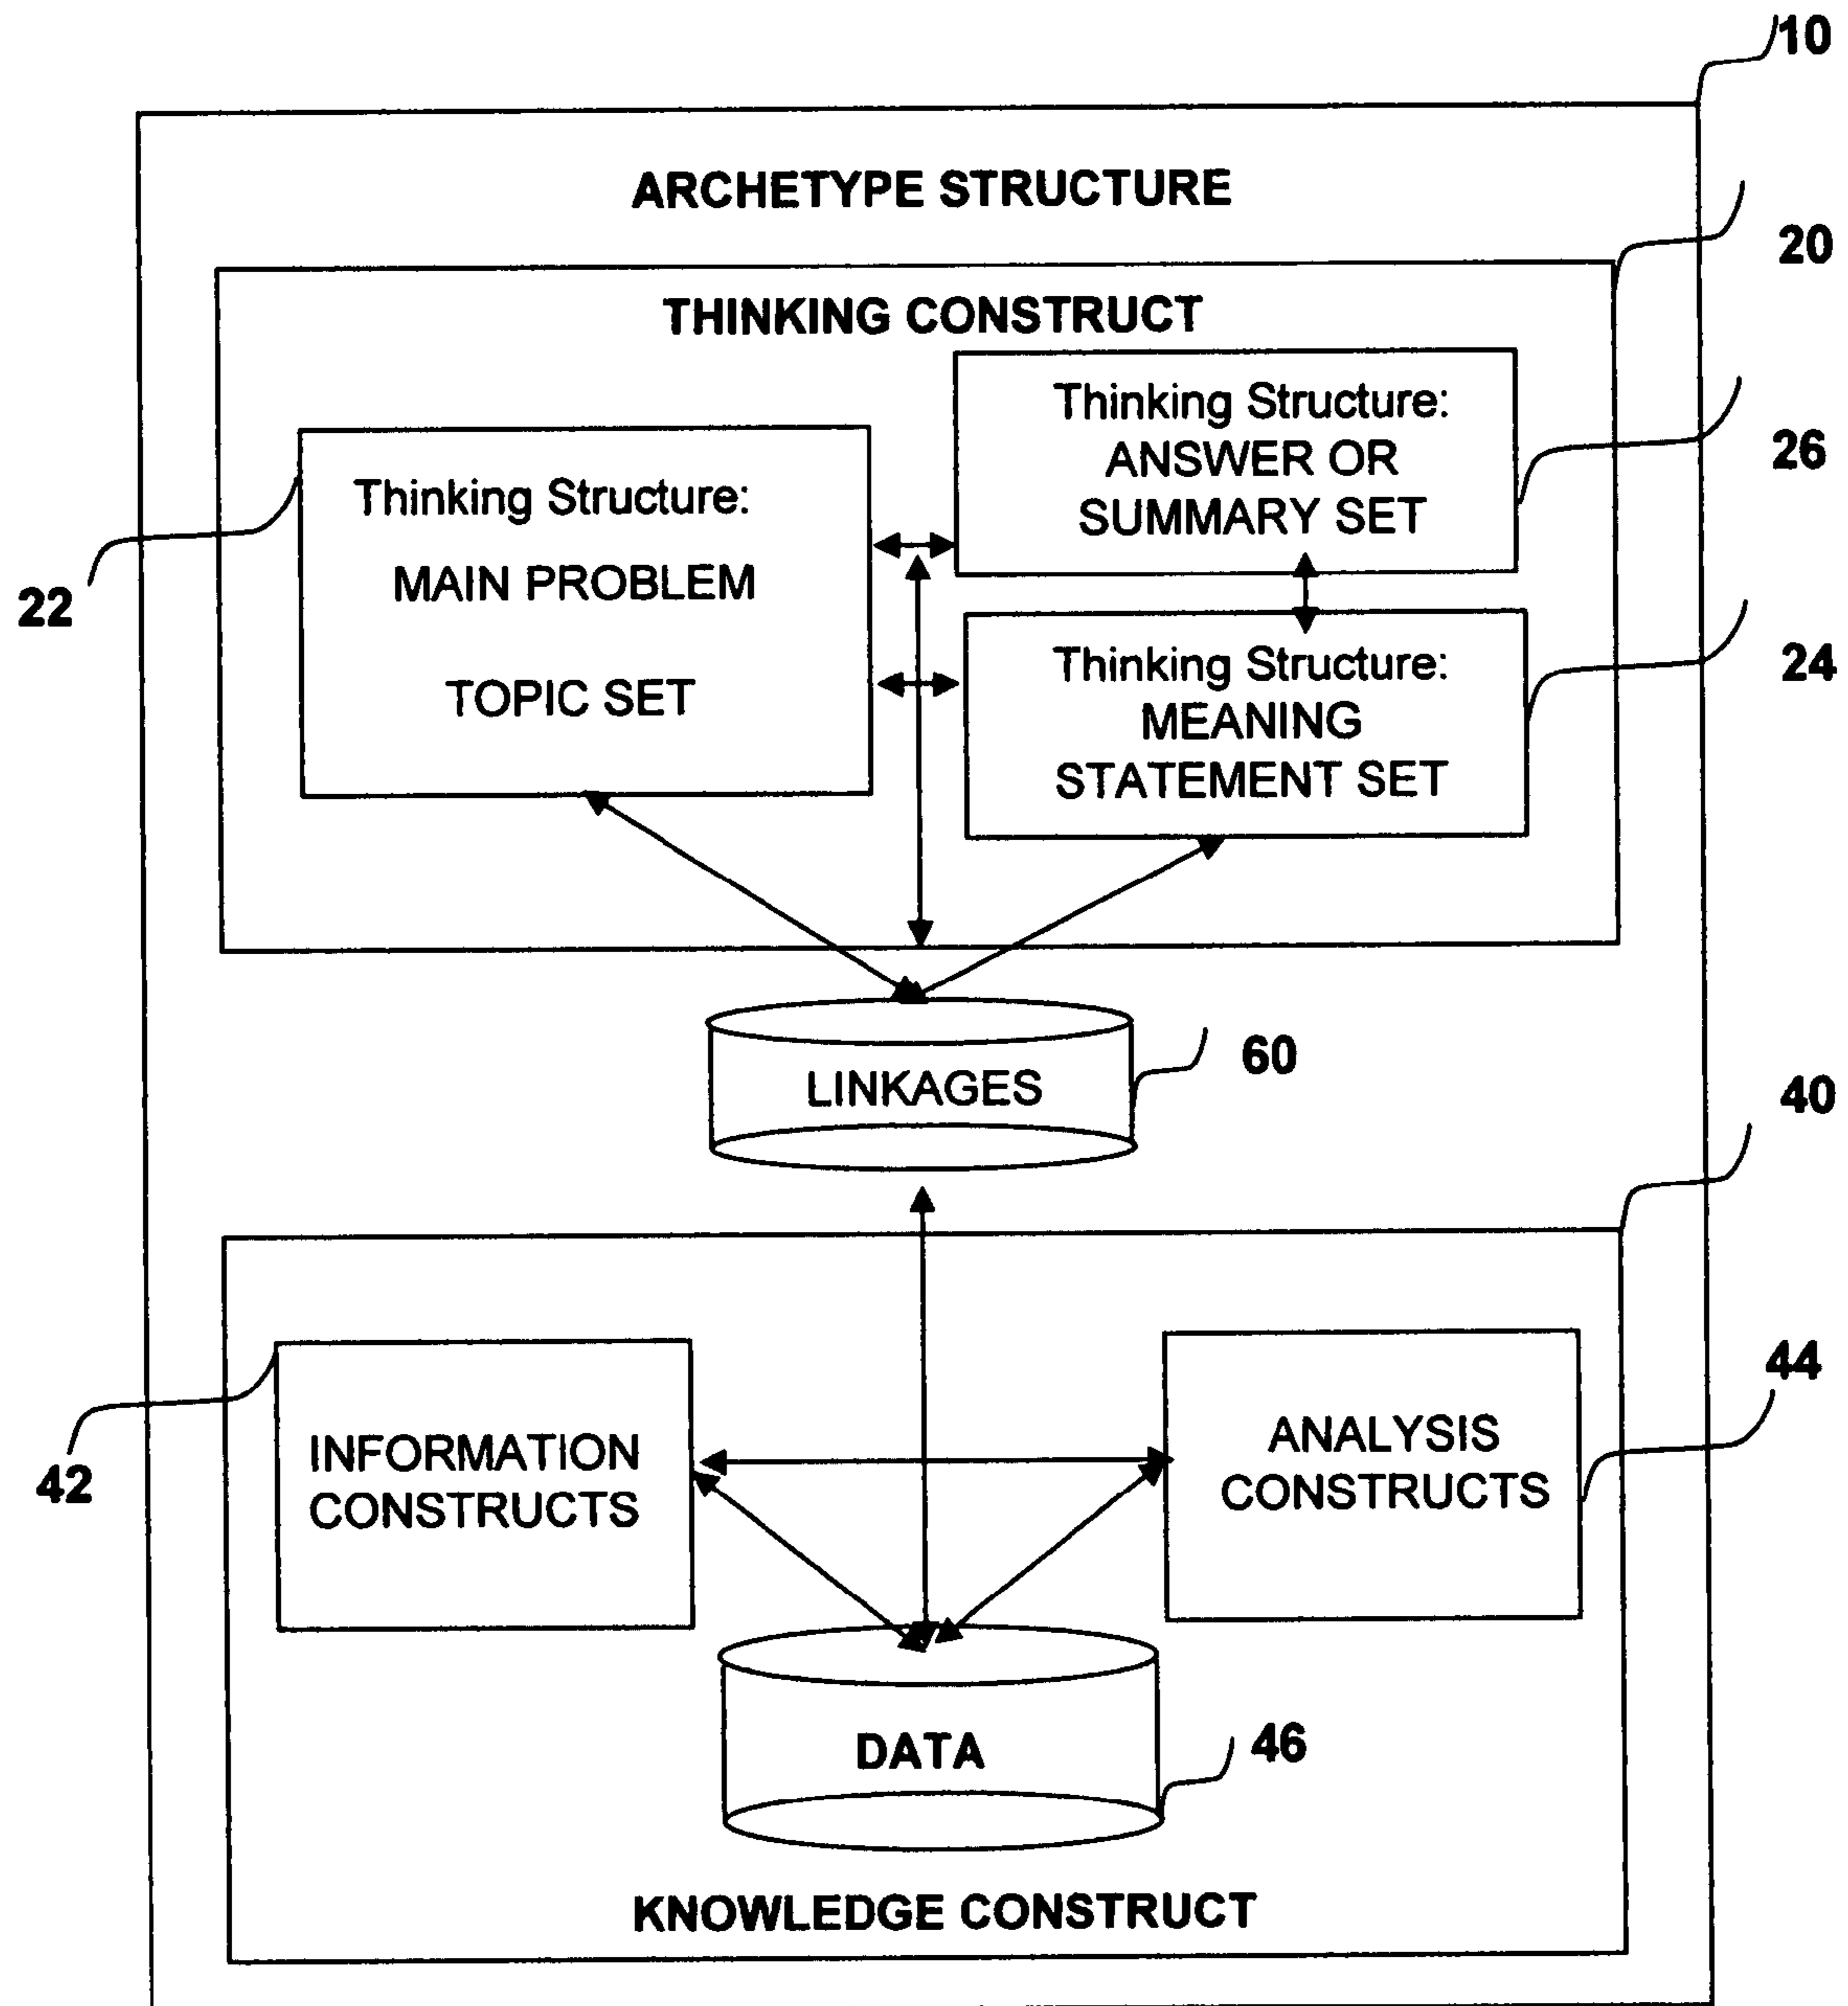 10
ARCHETYPE STRUCTURE
20
THINKING CONSTRUCT
Thinking Structure:
ANSWER OR
SUMMARY SET
26
Thinking Structure:
MAIN PROBLEM
TOPIC SET
22
Thinking Structure:
MEANING
STATEMENT SET
24
LINKAGES
60
40
INFORMATION
CONSTRUCTS
42
ANALYSIS
CONSTRUCTS
44
DATA
46
KNOWLEDGE CONSTRUCT